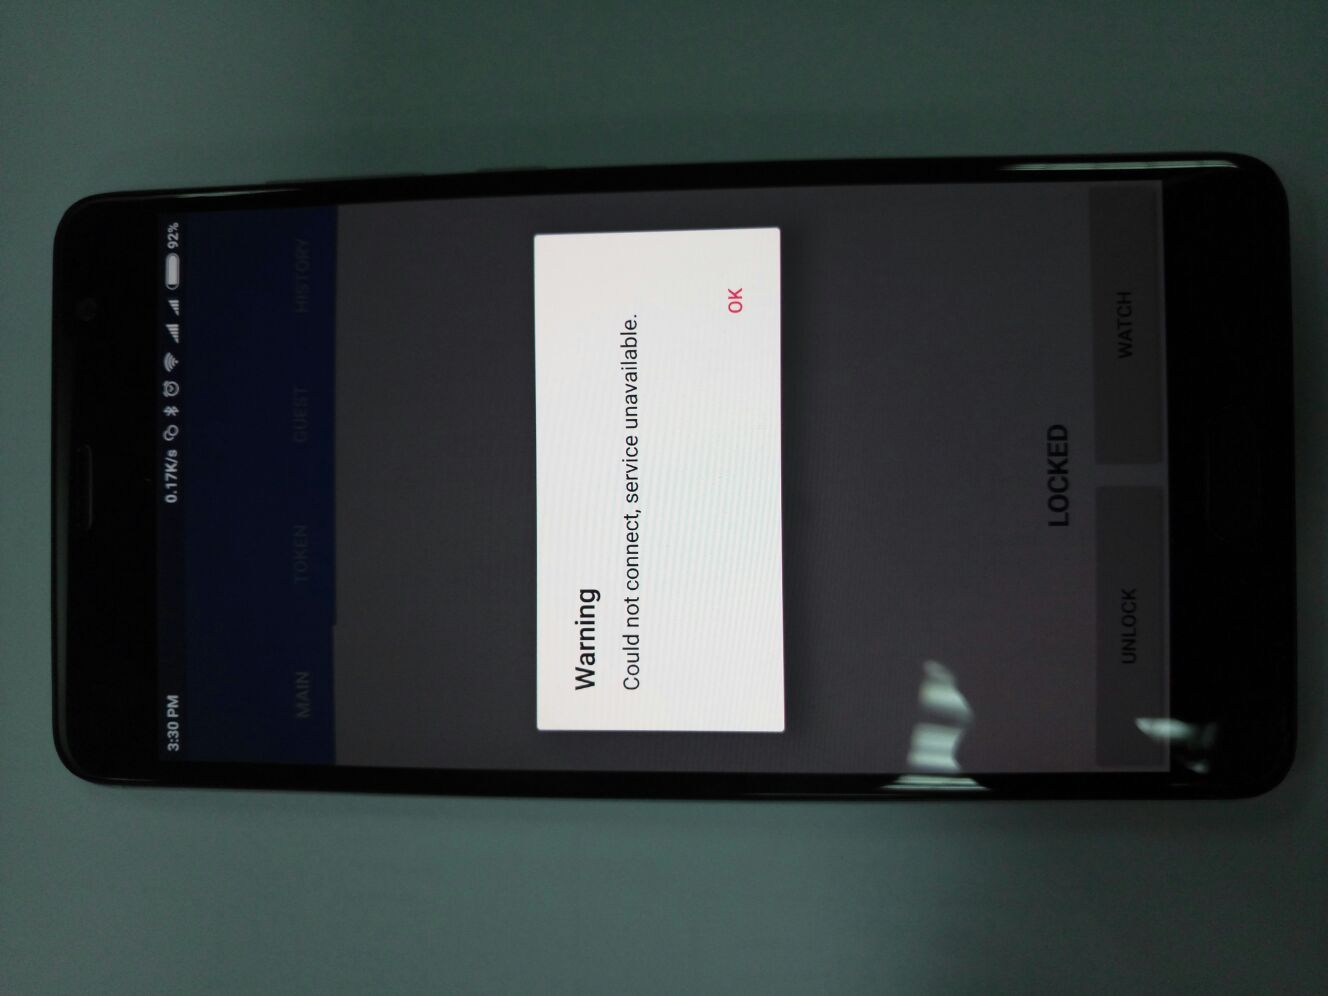 3:30 PM 0.17K/s 92%
MAIN TOKEN GUEST HISTORY
Warning
Could not connect, service unavailable.
OK
LOCKED
UNLOCK WATCH